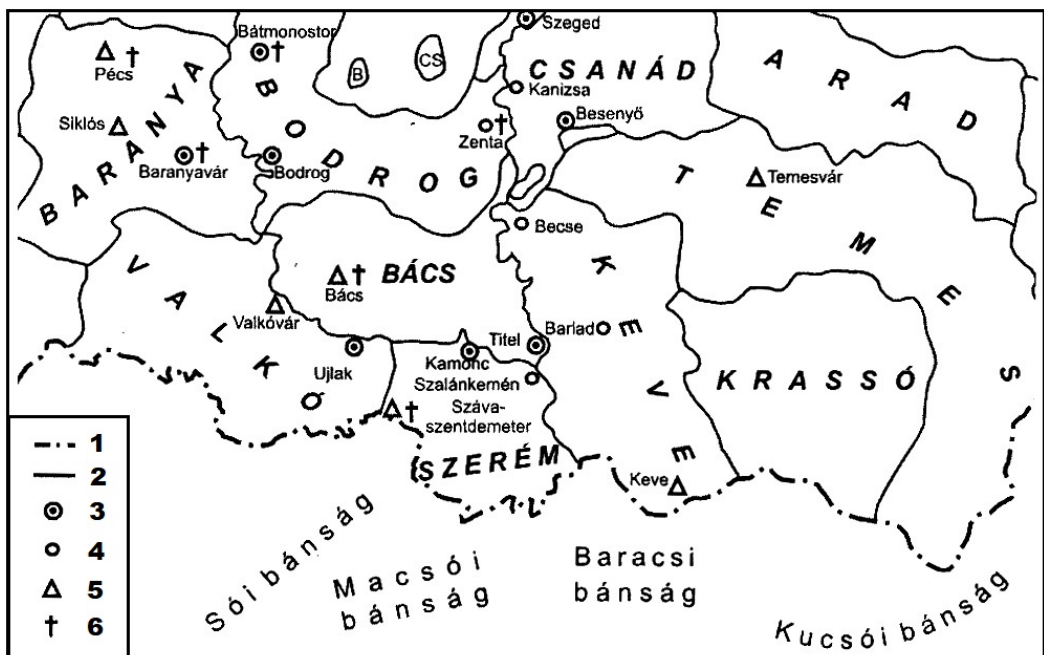 Bátmonostor
Szeged
Pécs
B
CS
CSANÁD
ARAD
Kanizsa
BARANYA
BODROG
Siklós
Zenta
Besenyő
Baranyavár
Bodrog
TEMES
Temesvár
Becse
VALKÓ
Bács
BÁCS
KEVE
Valkóvár
Titel
Barlad
Ujlak
Kamonc
KRASSÓ
Szalánkemén
Száva-
szentdemeter
SZERÉM
Keve
1
2
3
4
5
6
Sói bánság
Macsói
bánság
Baracsi
bánság
Kucsói bánság